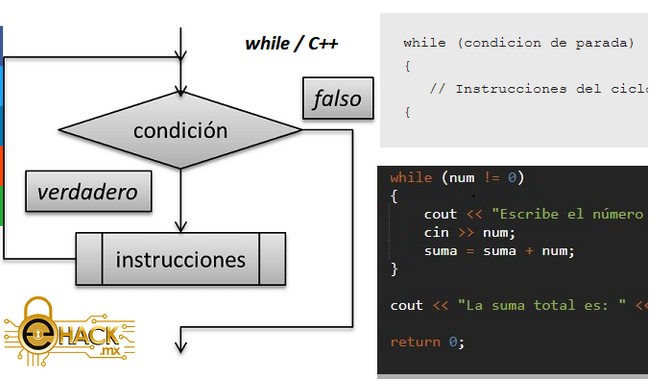 while / C++
falso
condición
verdadero
instrucciones
eHACK
.mx
while (condicion de parada)
{
// Instrucciones del ciclo
{
while (num != 0)
{
cout << "Escribe el número
cin >> num;
suma = suma + num;
}
cout << "La suma total es: " <<
return 0;